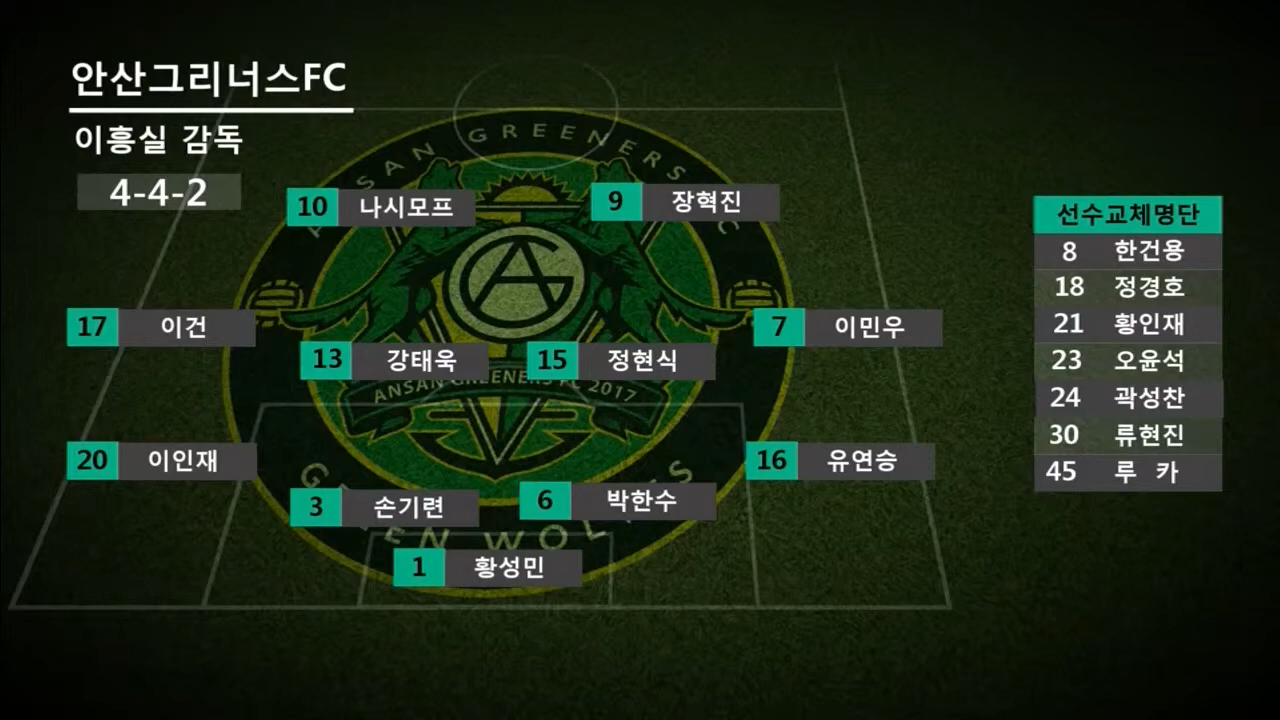 안산그리너스FC
이흥실 감독
4-4-2
10 나시모프
9 장혁진
17 이건
7 이민우
13 강태욱
15 정현식
20 이인재
16 유연승
3 손기련
6 박한수
1 황성민
선수교체명단
8 한건용
18 정경호
21 황인재
23 오윤석
24 곽성찬
30 류현진
45 루 카
ANSAN GREENERS FC
AG
ANSAN GREENERS FC 2017
GREEN WOLVES